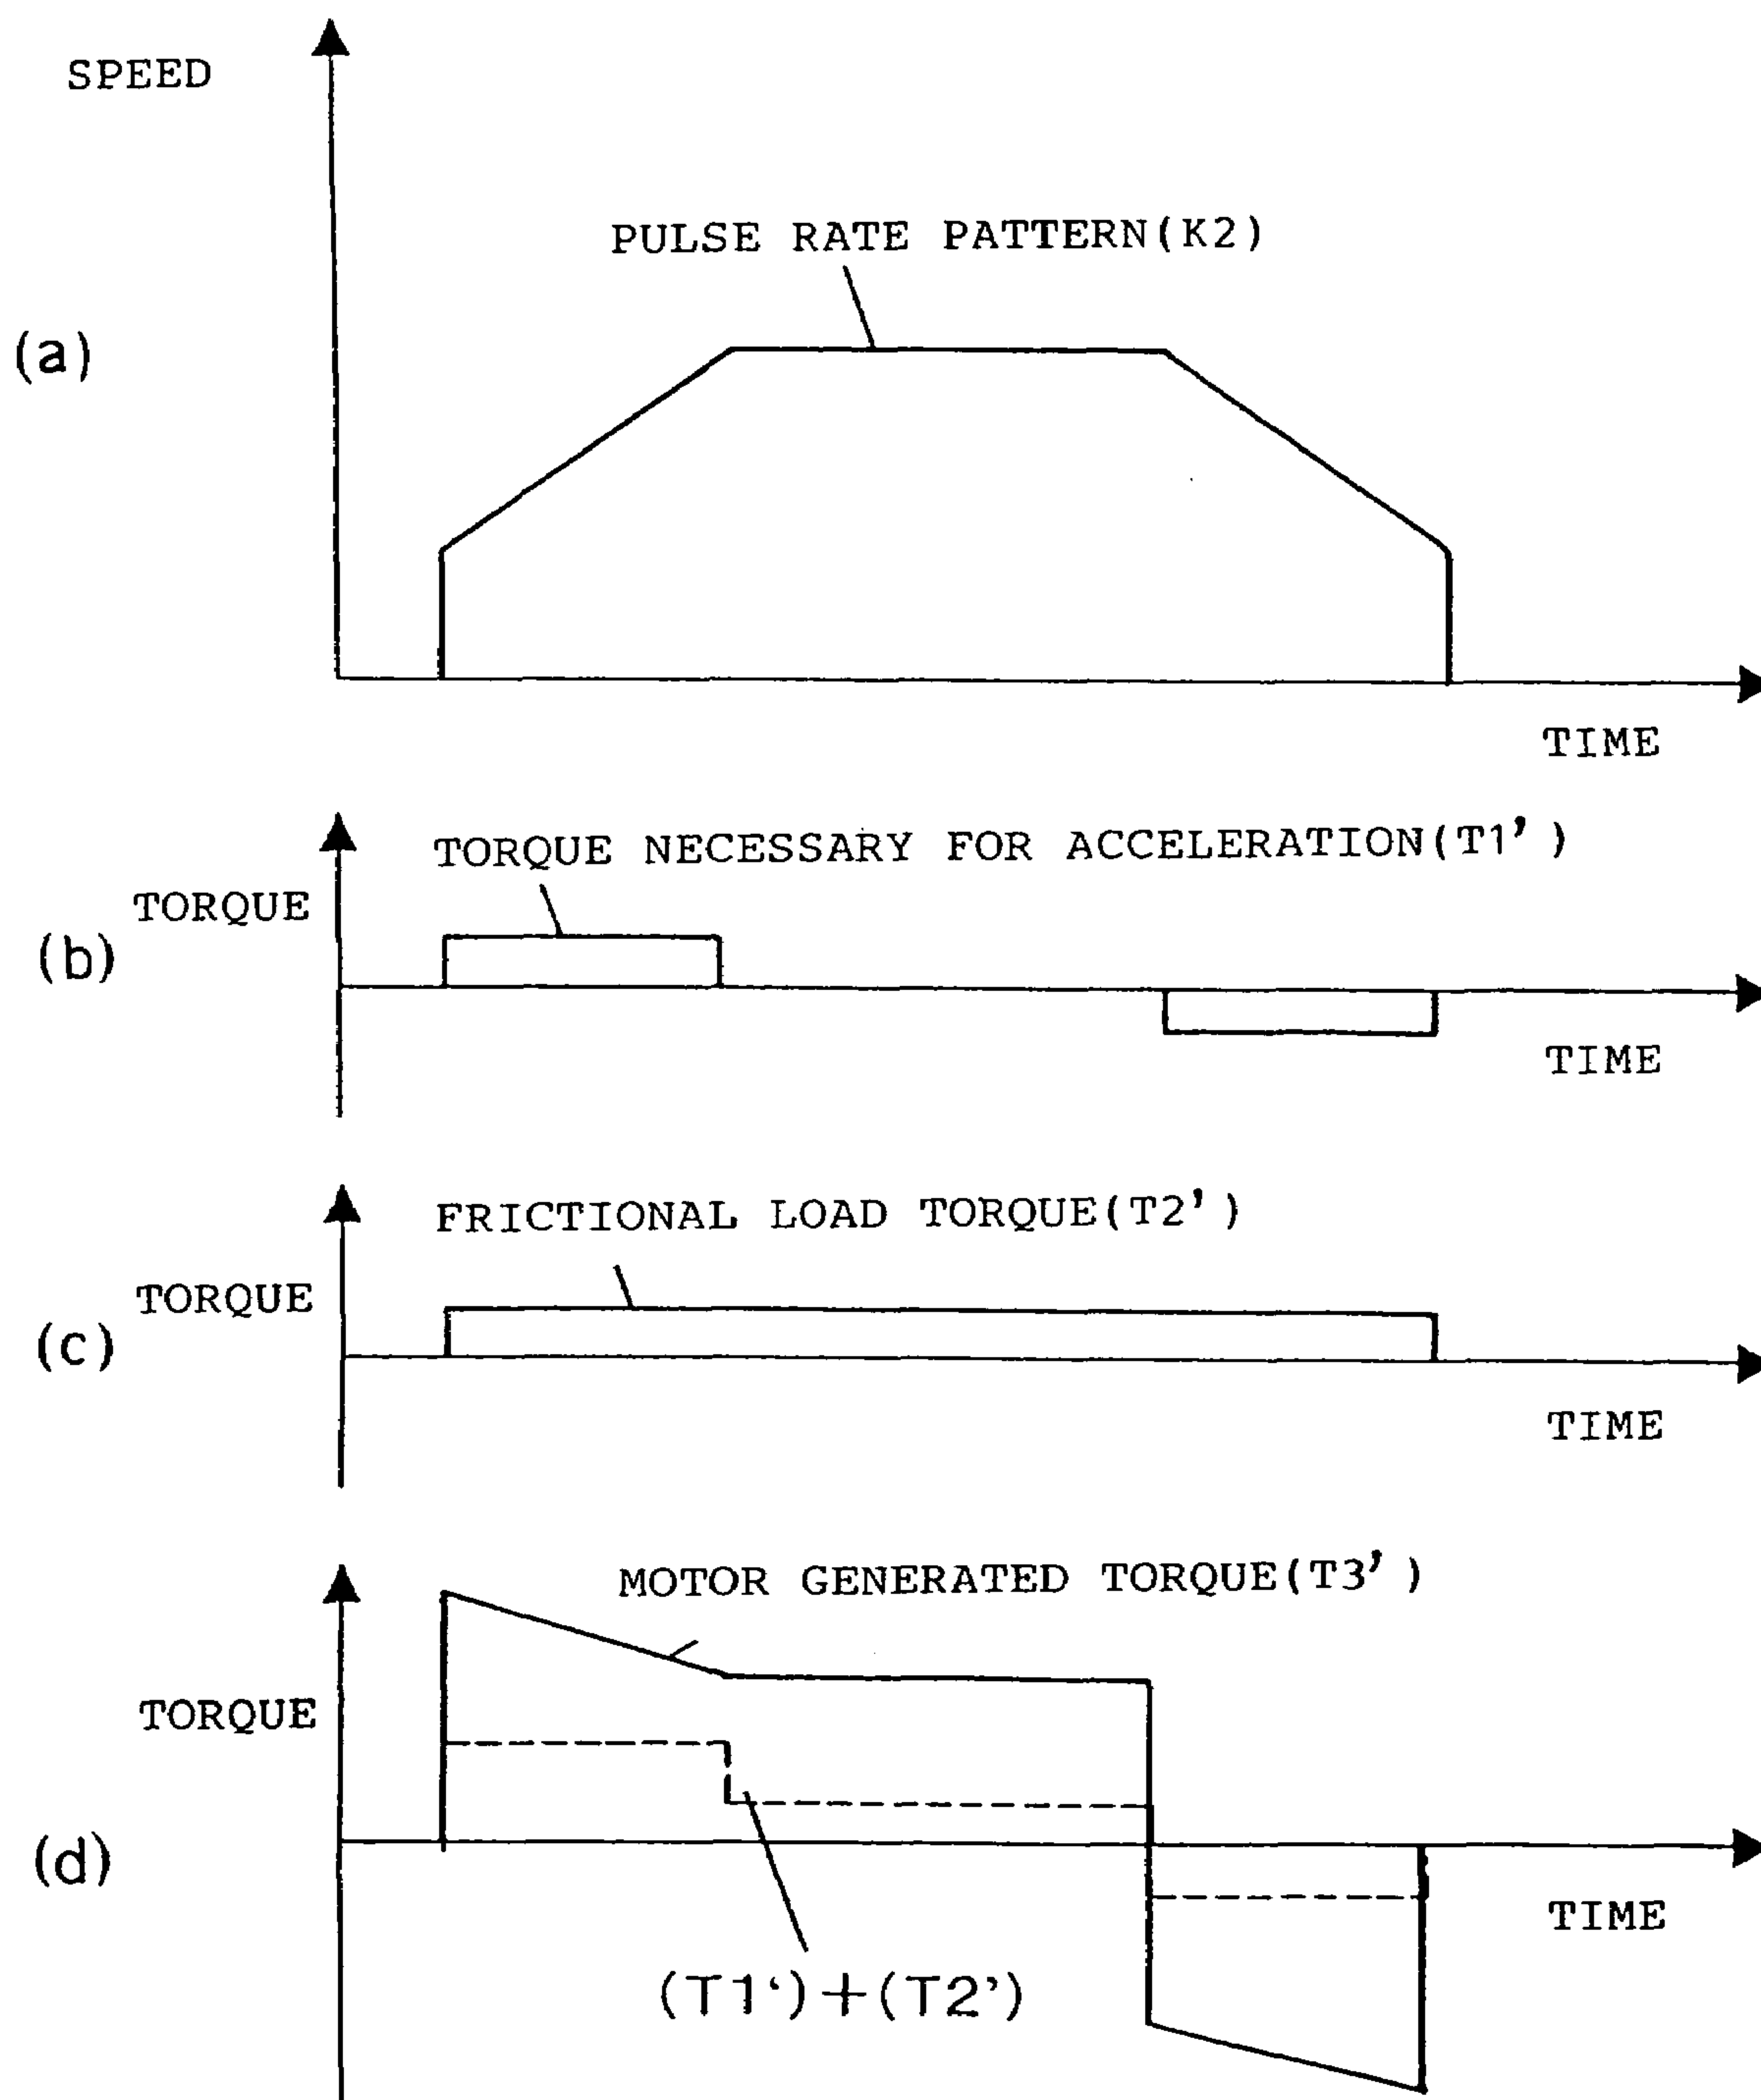 SPEED
PULSE RATE PATTERN(K2)
(a)
TIME
TORQUE NECESSARY FOR ACCELERATION(T1’)
TORQUE
(b)
TIME
FRICTIONAL LOAD TORQUE(T2’)
TORQUE
(c)
TIME
MOTOR GENERATED TORQUE(T3’)
TORQUE
(d)
TIME
(T1‘)+(T2’)